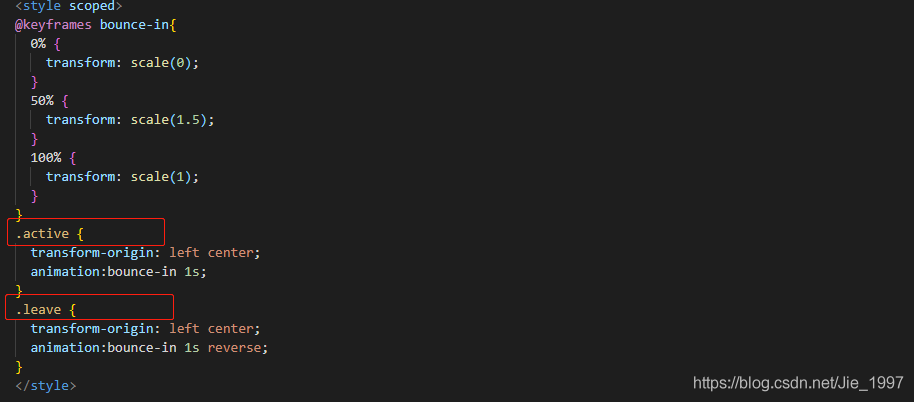 <style scoped>
@keyframes bounce-in{
  0% {
    transform: scale(0);
  }
  50% {
    transform: scale(1.5);
  }
  100% {
    transform: scale(1);
  }
}
.active {
  transform-origin: left center;
  animation:bounce-in 1s;
}
.leave {
  transform-origin: left center;
  animation:bounce-in 1s reverse;
}
</style>
https://blog.csdn.net/Jie_1997